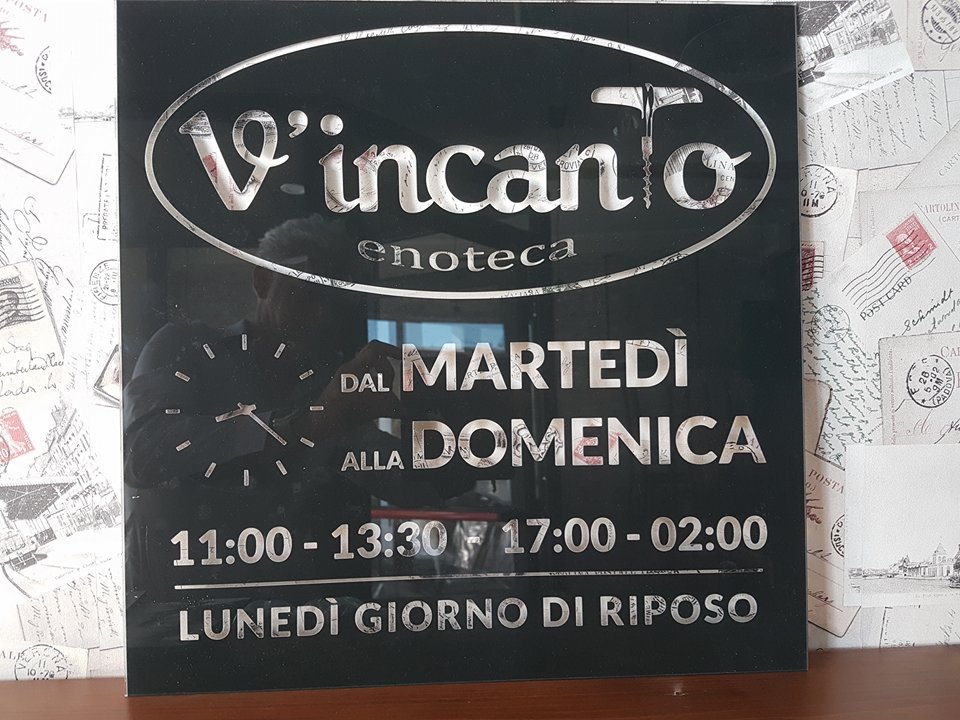 V'incanTo
enoteca
DAL MARTEDÌ
ALLA DOMENICA
11:00 - 13:30 - 17:00 - 02:00
LUNEDÌ GIORNO DI RIPOSO